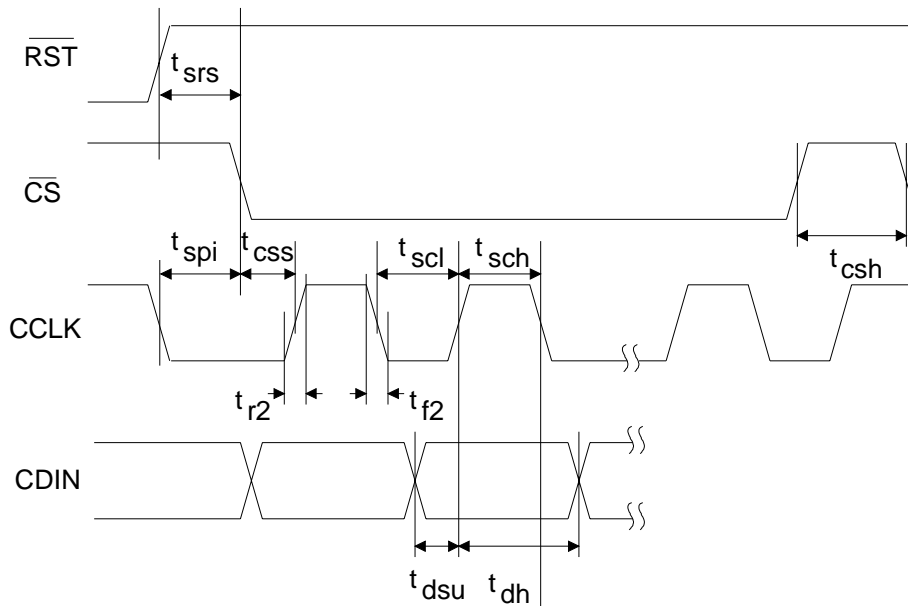 RST
t srs
CS
t spi
t css
t scl
t sch
t csh
CCLK
t r2
t f2
CDIN
t dsu
t dh